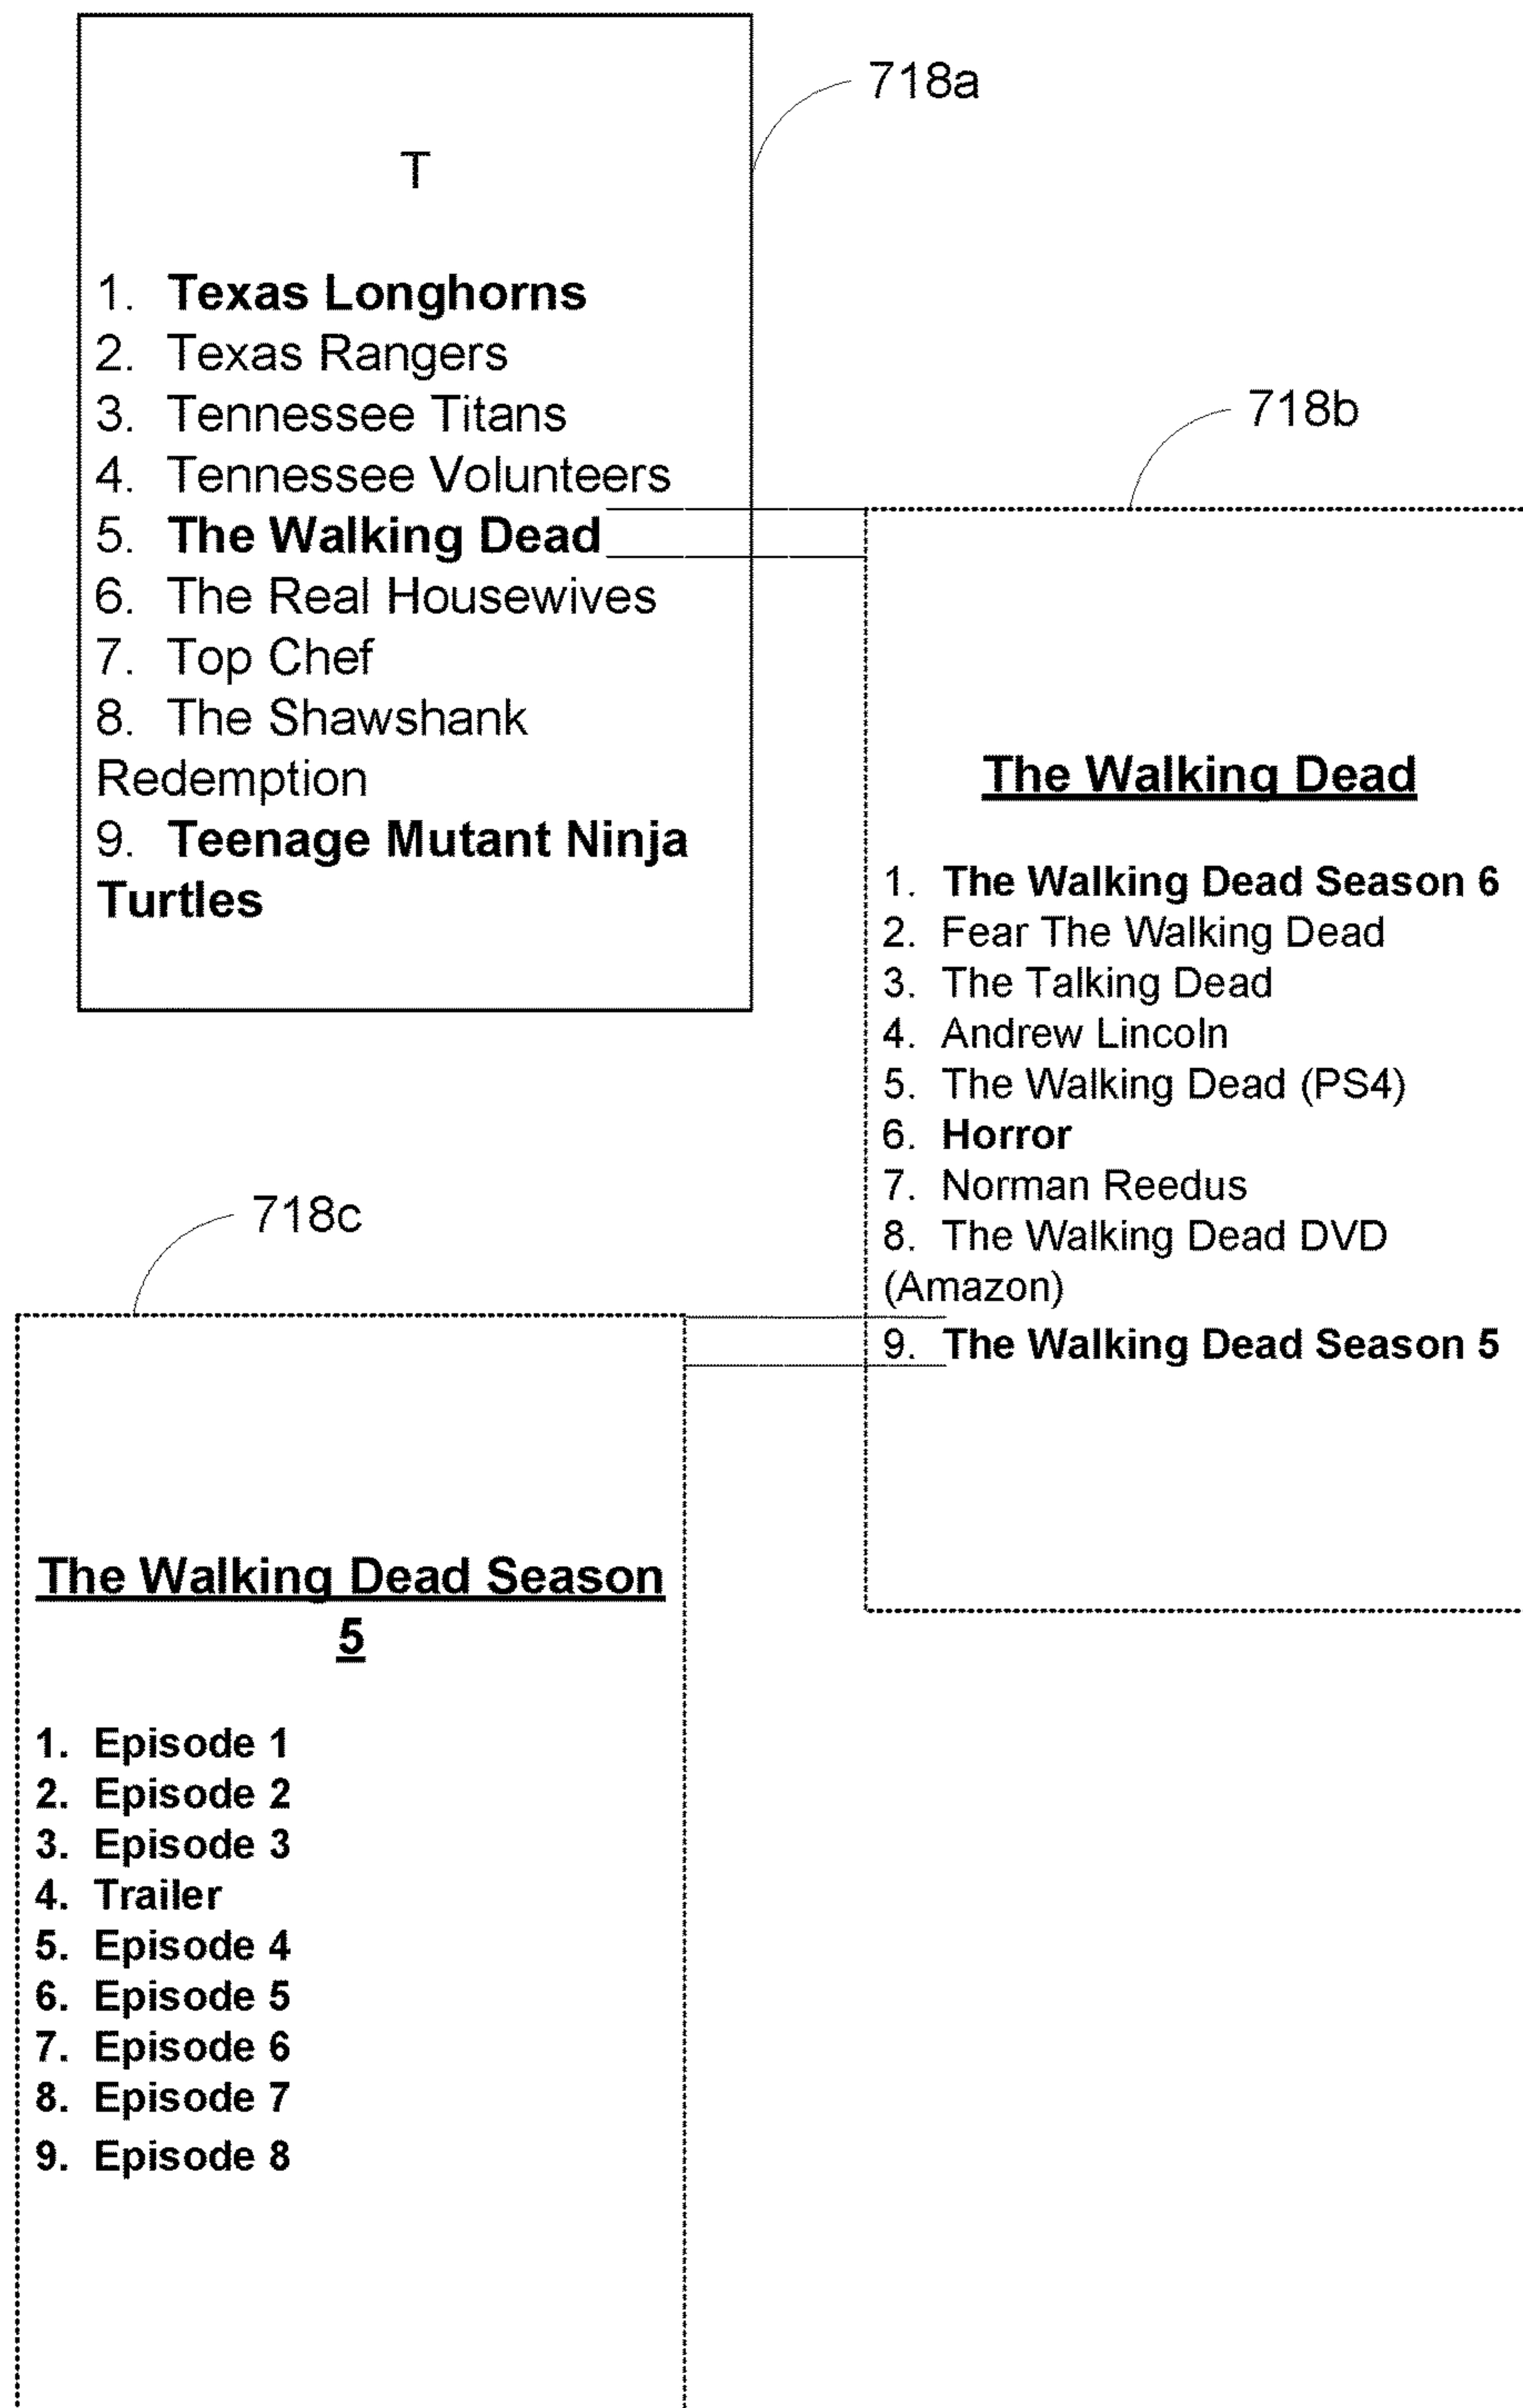 718a
T
1. Texas Longhorns
2. Texas Rangers
3. Tennessee Titans
4. Tennessee Volunteers
5. The Walking Dead
6. The Real Housewives
7. Top Chef
8. The Shawshank
Redemption
9. Teenage Mutant Ninja
Turtles
718b
The Walking Dead
1. The Walking Dead Season 6
2. Fear The Walking Dead
3. The Talking Dead
4. Andrew Lincoln
5. The Walking Dead (PS4)
6. Horror
7. Norman Reedus
8. The Walking Dead DVD
(Amazon)
9. The Walking Dead Season 5
718c
The Walking Dead Season
5
1. Episode 1
2. Episode 2
3. Episode 3
4. Trailer
5. Episode 4
6. Episode 5
7. Episode 6
8. Episode 7
9. Episode 8